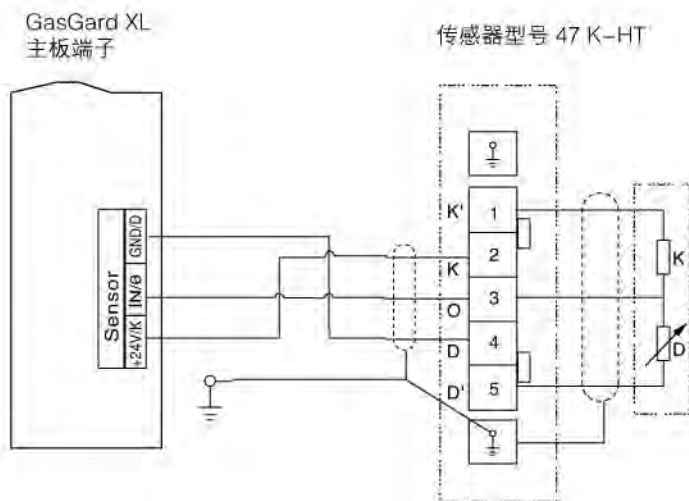 GasGard XL
主板端子
传感器型号 47 K-HT
Sensor
GND/D
IN/θ
+24V/K
K'
1
2
K
3
O
4
D
5
D'
K
D